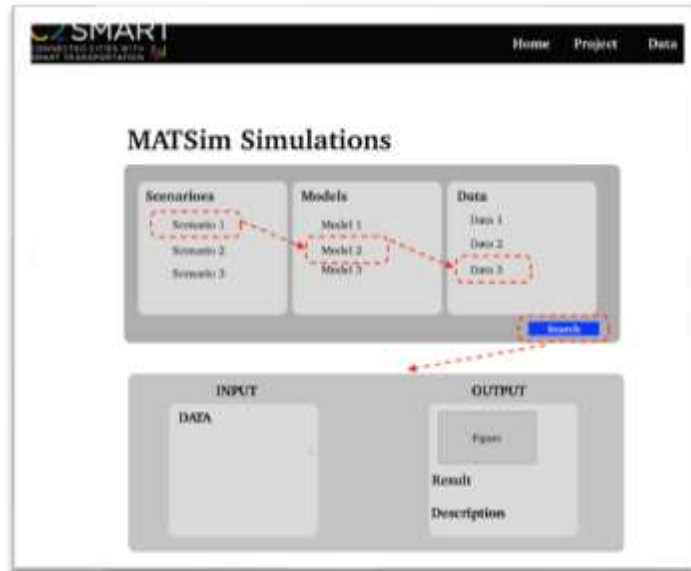 C2SMART
CONNECTED CITIES WITH
SMART TRANSPORTATION
Home Project Data
MATSim Simulations
Scenarioes
Scenario 1
Scenario 2
Scenario 3
Models
Model 1
Model 2
Model 3
Data
Data 1
Data 2
Data 3
Search
INPUT
DATA
OUTPUT
Figure
Result
Description